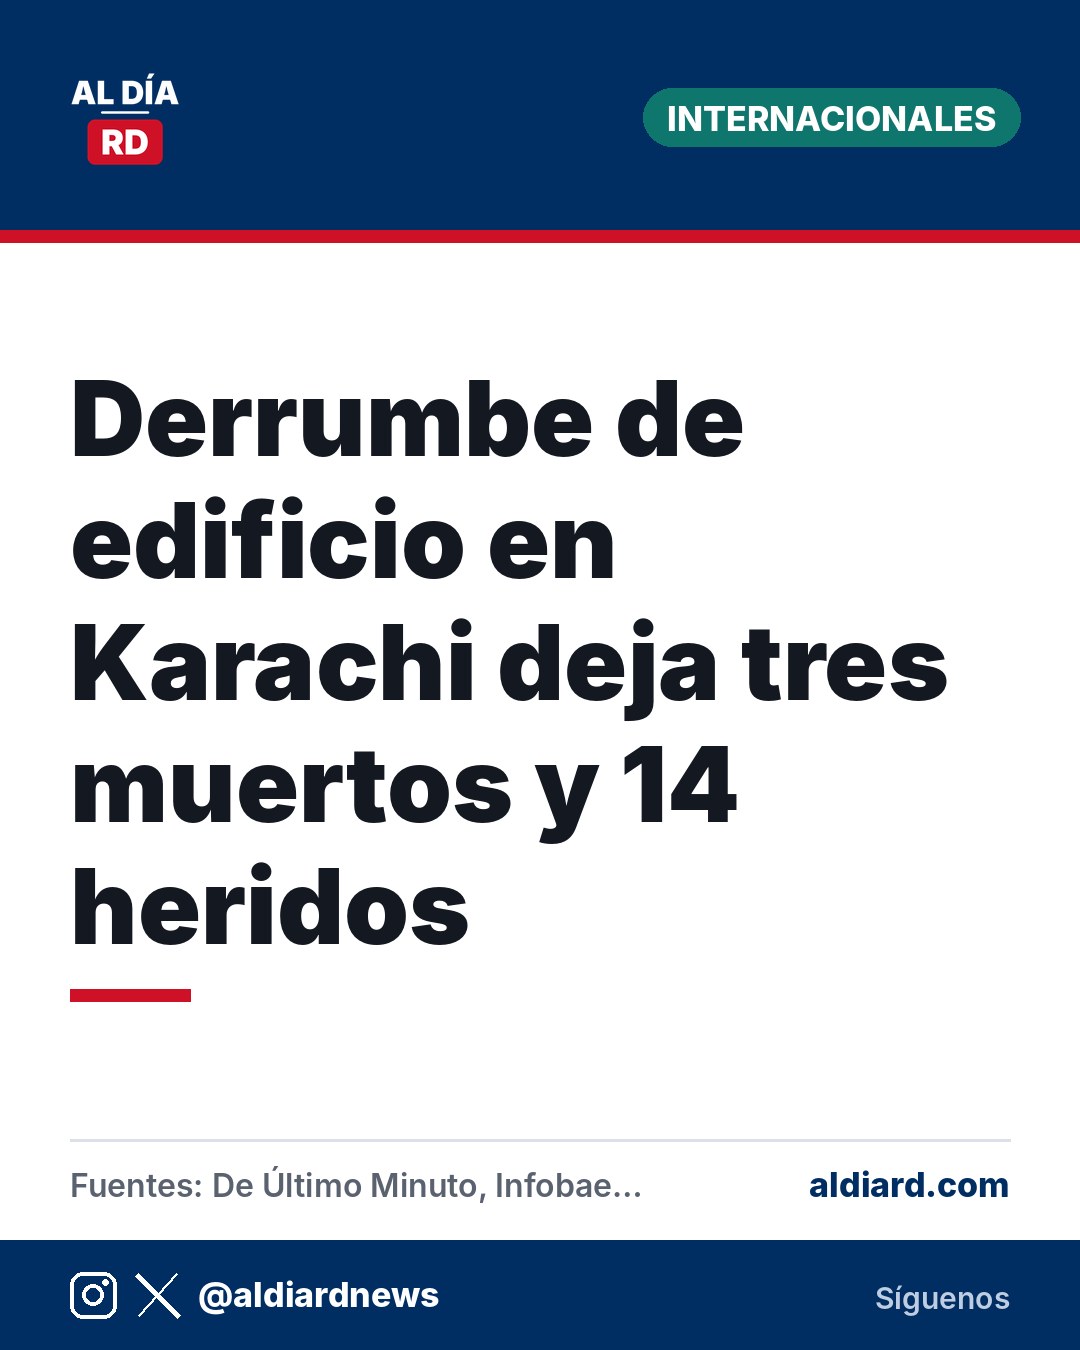 AL DÍA
RD
INTERNACIONALES
Derrumbe de
edificio en
Karachi deja tres
muertos y 14
heridos
Fuentes: De Último Minuto, Infobae...
aldiard.com
@aldiardnews
Síguenos